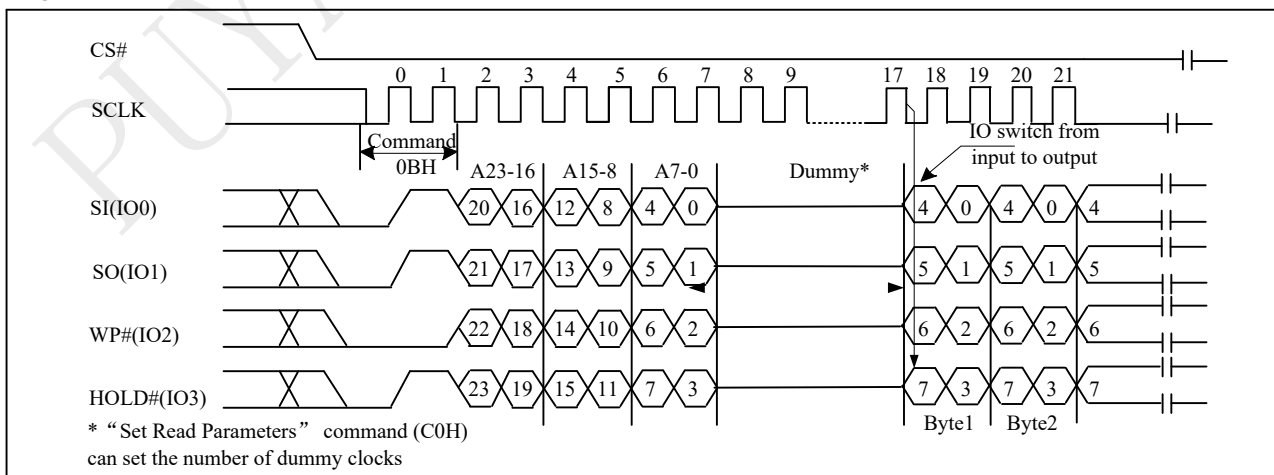 PUYA
CS#
0 1 2 3 4 5 6 7 8 9 17 18 19 20 21
SCLK
Command
0BH
IO switch from
input to output
A23-16 A15-8 A7-0 Dummy*
SI(IO0) 20 16 12 8 4 0 4 0 4 0 4
SO(IO1) 21 17 13 9 5 1 5 1 5 1 5
WP#(IO2) 22 18 14 10 6 2 6 2 6 2 6
HOLD#(IO3) 23 19 15 11 7 3 7 3 7 3 7
Byte1 Byte2
* “Set Read Parameters” command (C0H)
can set the number of dummy clocks